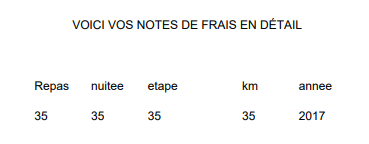 VOICI VOS NOTES DE FRAIS EN DÉTAIL
Repas nuitee etape km annee
35 35 35 35 2017